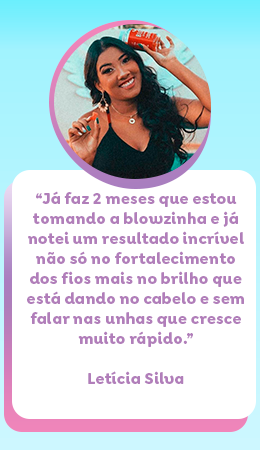 “Já faz 2 meses que estou
tomando a blowzinha e já
notei um resultado incrível
não só no fortalecimento
dos fios mais no brilho que
está dando no cabelo e sem
falar nas unhas que cresce
muito rápido.”
Letícia Silva